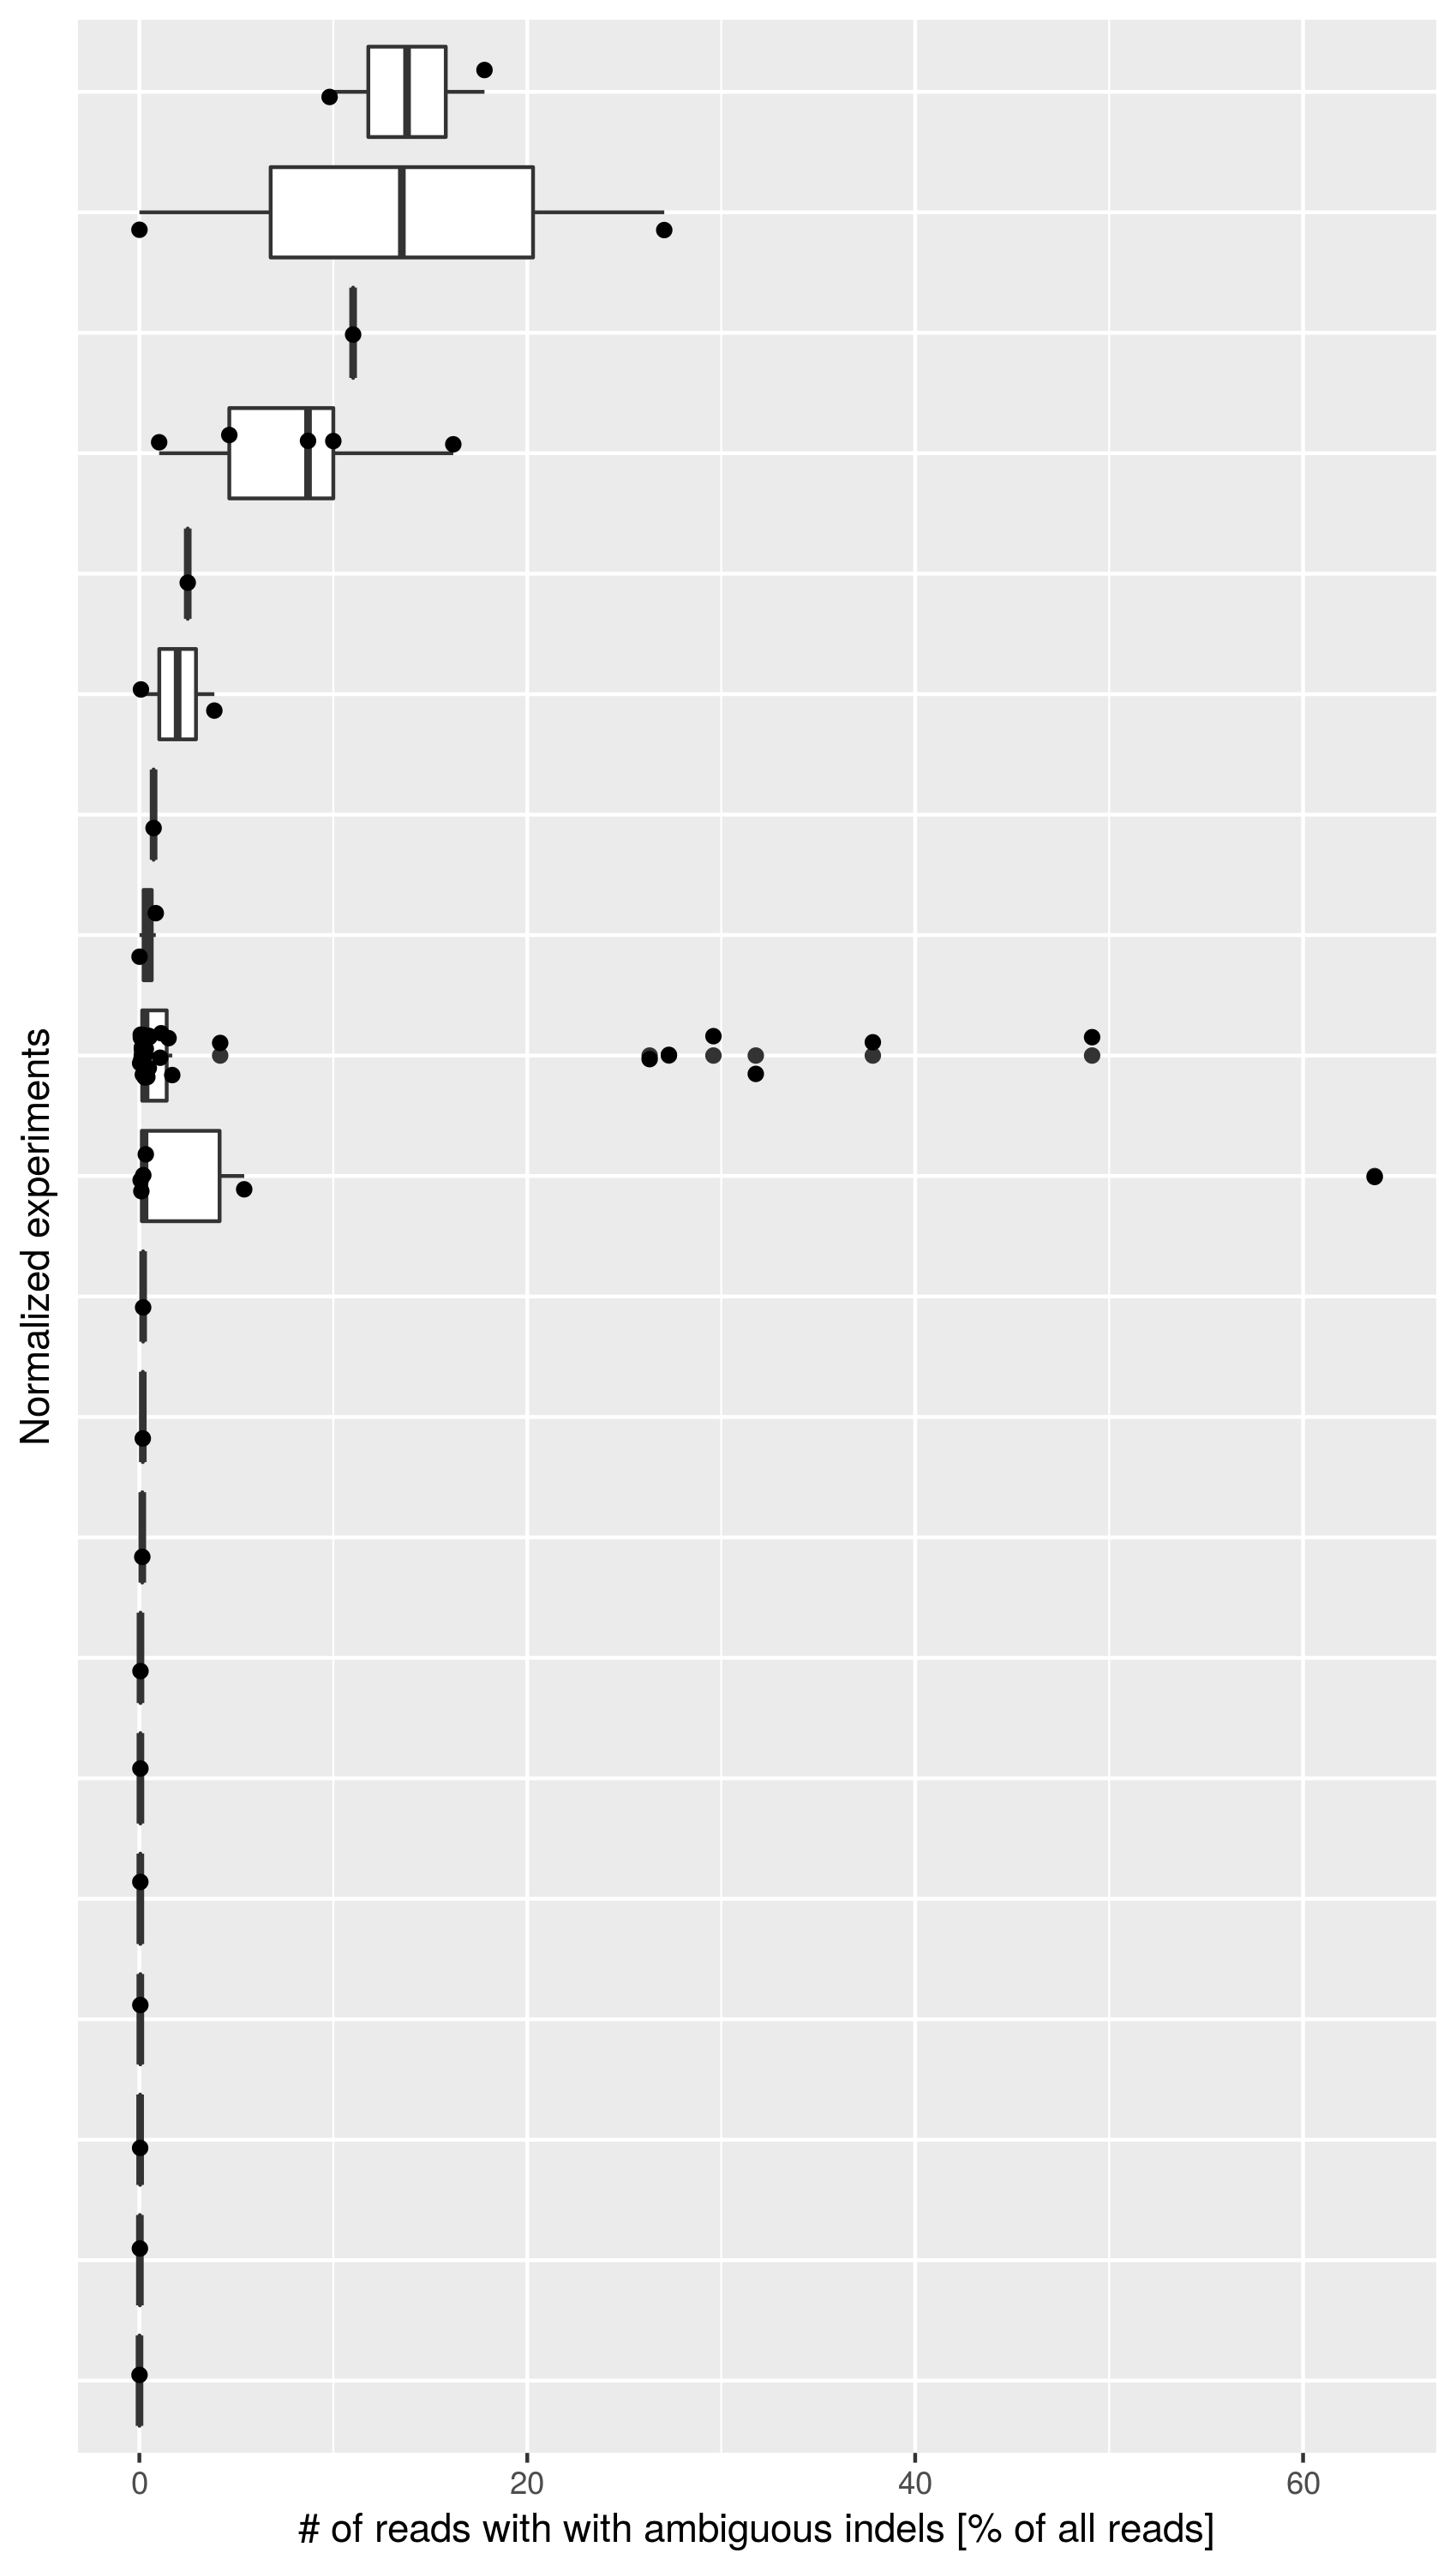 Normalized experiments
0 20 40 60
# of reads with with ambiguous indels [% of all reads]